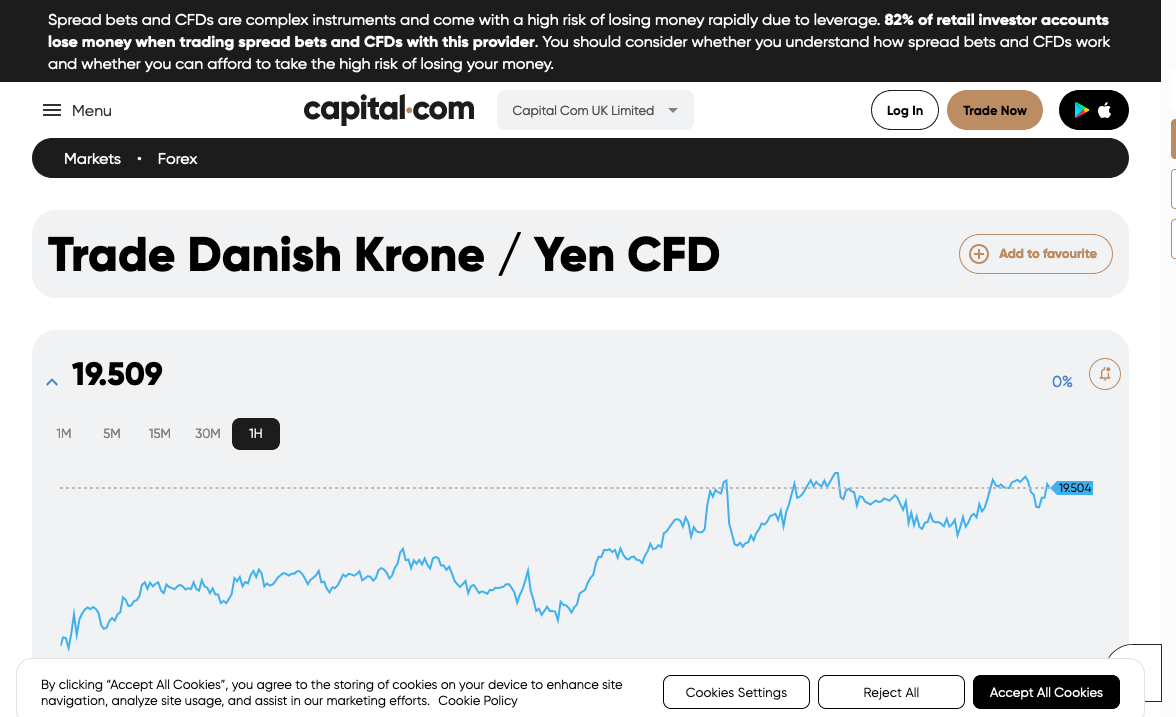 Spread bets and CFDs are complex instruments and come with a high risk of losing money rapidly due to leverage. 82% of retail investor accounts
lose money when trading spread bets and CFDs with this provider. You should consider whether you understand how spread bets and CFDs work
and whether you can afford to take the high risk of losing your money.
Menu
capital.com
Capital Com UK Limited
Log In
Trade Now
Markets • Forex
Trade Danish Krone / Yen CFD
Add to favourite
19.509
0%
1M 5M 15M 30M 1H
19.504
By clicking “Accept All Cookies”, you agree to the storing of cookies on your device to enhance site
navigation, analyze site usage, and assist in our marketing efforts. Cookie Policy
Cookies Settings
Reject All
Accept All Cookies